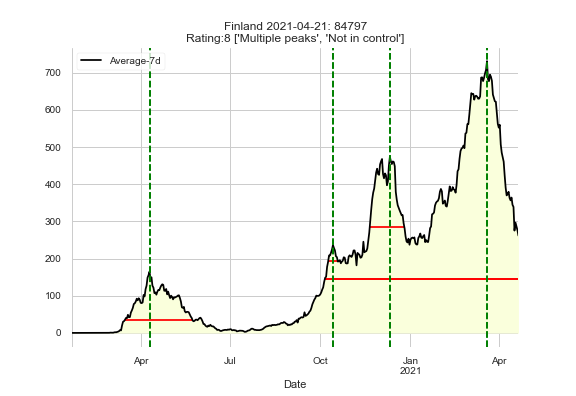 Finland 2021-04-21: 84797
Rating:8 ['Multiple peaks', 'Not in control']
Average-7d
700
600
500
400
300
200
100
0
Apr
Jul
Oct
Jan
2021
Apr
Date